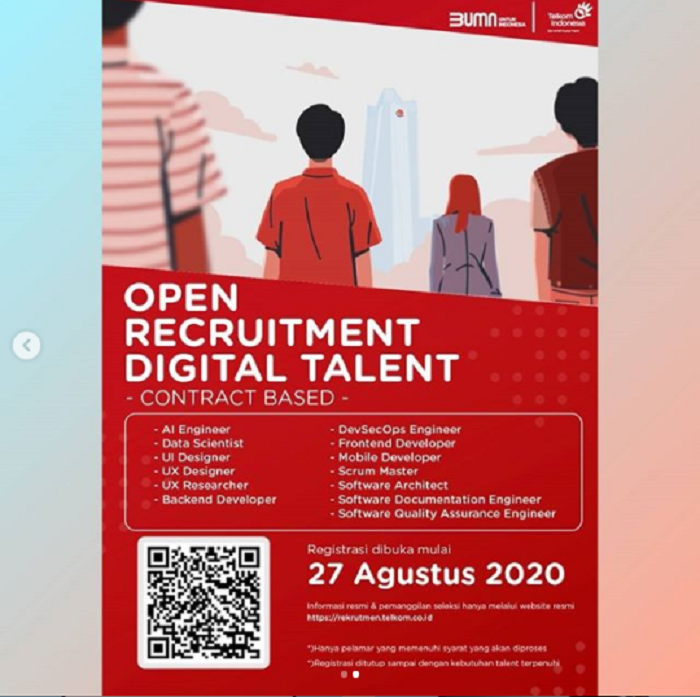 BUMN UNTUK INDONESIA
Telkom Indonesia
OPEN
RECRUITMENT
DIGITAL TALENT
- CONTRACT BASED -
- AI Engineer
- Data Scientist
- UI Designer
- UX Designer
- UX Researcher
- Backend Developer
- DevSecOps Engineer
- Frontend Developer
- Mobile Developer
- Scrum Master
- Software Architect
- Software Documentation Engineer
- Software Quality Assurance Engineer
Registrasi dibuka mulai
27 Agustus 2020
Informasi resmi & pemanggilan seleksi hanya melalui website resmi
https://rekrutmen.telkom.co.id
*)Hanya pelamar yang memenuhi syarat yang akan diproses
*)Registrasi ditutup sampai dengan kebutuhan talent terpenuhi